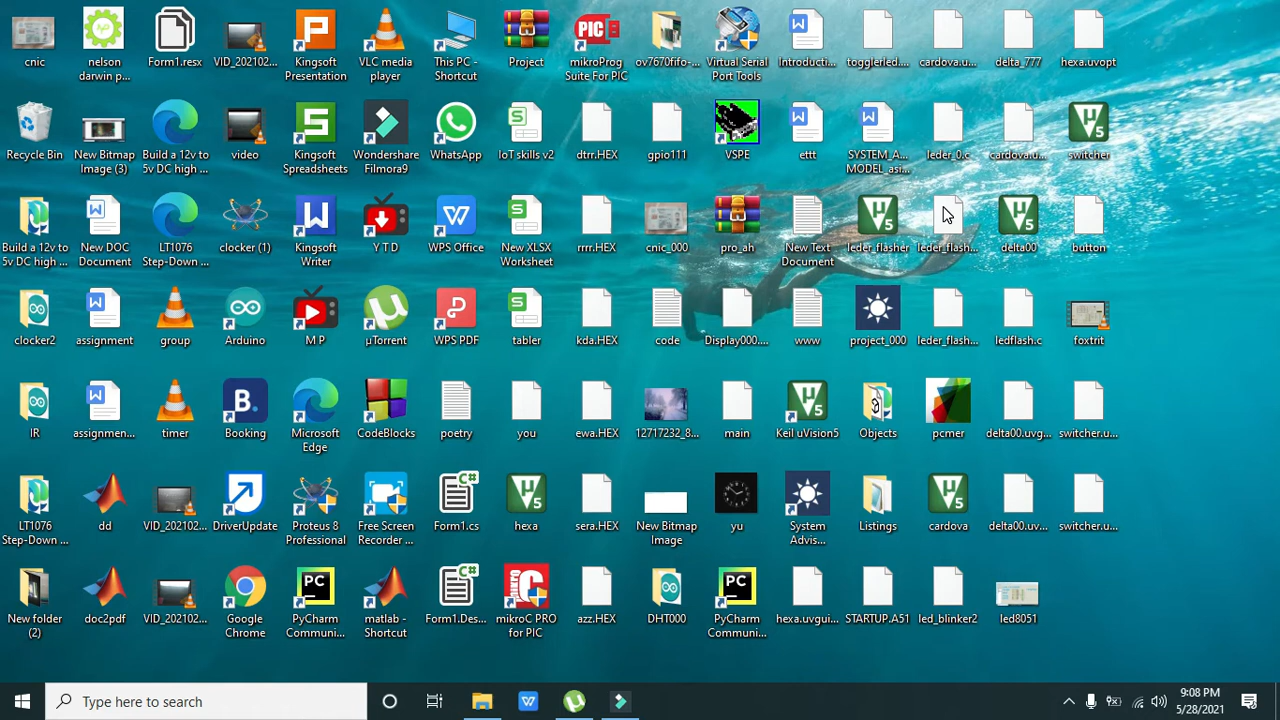 cnic
nelson
darwin p...
Form1.resx
VID_202102...
Kingsoft
Presentation
VLC media
player
This PC -
Shortcut
Project
mikroProg
Suite For PIC
ov7670fifo-...
Virtual Serial
Port Tools
Introducti...
toggleried....
cardova.u...
delta_777
hexa.uvopt
Recycle Bin
New Bitmap
Image (3)
Build a 12v to
5v DC high ...
video
Kingsoft
Spreadsheets
Wondershare
Filmora9
WhatsApp
IoT skills v2
dtrr.HEX
gpio111
VSPE
ettt
SYSTEM_A...
MODEL_asi...
leder_0.c
cardova.u...
switcher
Build a 12v to
5v DC high ...
New DOC
Document
LT1076
Step-Down ...
clocker (1)
Kingsoft
Writer
Y T D
WPS Office
New XLSX
Worksheet
rrrr.HEX
cnic_000
pro_ah
New Text
Document
leder_flasher
leder_flash...
delta00
button
clocker2
assignment
group
Arduino
M P
µTorrent
WPS PDF
tabler
kda.HEX
code
Display000....
www
project_000
leder_flash...
ledflash.c
foxtrit
IR
assignmen...
timer
B.
Booking
Microsoft
Edge
CodeBlocks
poetry
you
ewa.HEX
12717232_8...
main
Keil uVision5
Objects
pcmer
delta00.uvg...
switcher.u...
LT1076
Step-Down ...
dd
VID_202102...
DriverUpdate
Proteus 8
Professional
Free Screen
Recorder ...
Form1.cs
hexa
sera.HEX
New Bitmap
Image
yu
System
Advis...
Listings
cardova
delta00.uv...
switcher.u...
New folder
(2)
doc2pdf
VID_202102...
Google
Chrome
PyCharm
Communi...
matlab -
Shortcut
Form1.Des...
mikroC PRO
for PIC
azz.HEX
DHT000
PyCharm
Communi...
hexa.uvgui...
STARTUP.A51
led_blinker2
led8051
Type here to search
9:08 PM
5/28/2021